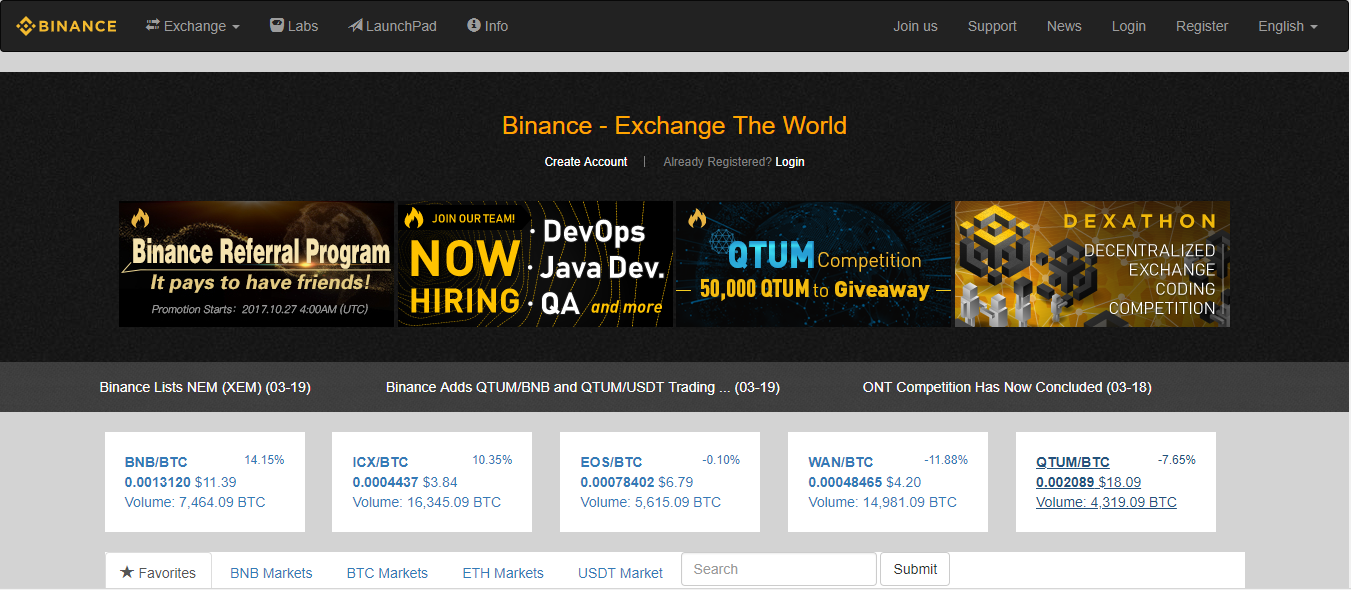 BINANCE Exchange Labs LaunchPad Info Join us Support News Login Register English
Binance - Exchange The World
Create Account | Already Registered? Login
Binance Referral Program
It pays to have friends!
Promotion Starts: 2017.10.27 4:00AM (UTC)
JOIN OUR TEAM!
NOW
HIRING
· DevOps
· Java Dev.
· QA and more
QTUM Competition
50,000 QTUM to Giveaway
DEXATHON
DECENTRALIZED
EXCHANGE
CODING
COMPETITION
Binance Lists NEM (XEM) (03-19) Binance Adds QTUM/BNB and QTUM/USDT Trading ... (03-19) ONT Competition Has Now Concluded (03-18)
BNB/BTC 14.15%
0.0013120 $11.39
Volume: 7,464.09 BTC
ICX/BTC 10.35%
0.0004437 $3.84
Volume: 16,345.09 BTC
EOS/BTC -0.10%
0.00078402 $6.79
Volume: 5,615.09 BTC
WAN/BTC -11.88%
0.00048465 $4.20
Volume: 14,981.09 BTC
QTUM/BTC -7.65%
0.002089 $18.09
Volume: 4,319.09 BTC
★ Favorites BNB Markets BTC Markets ETH Markets USDT Market Search Submit